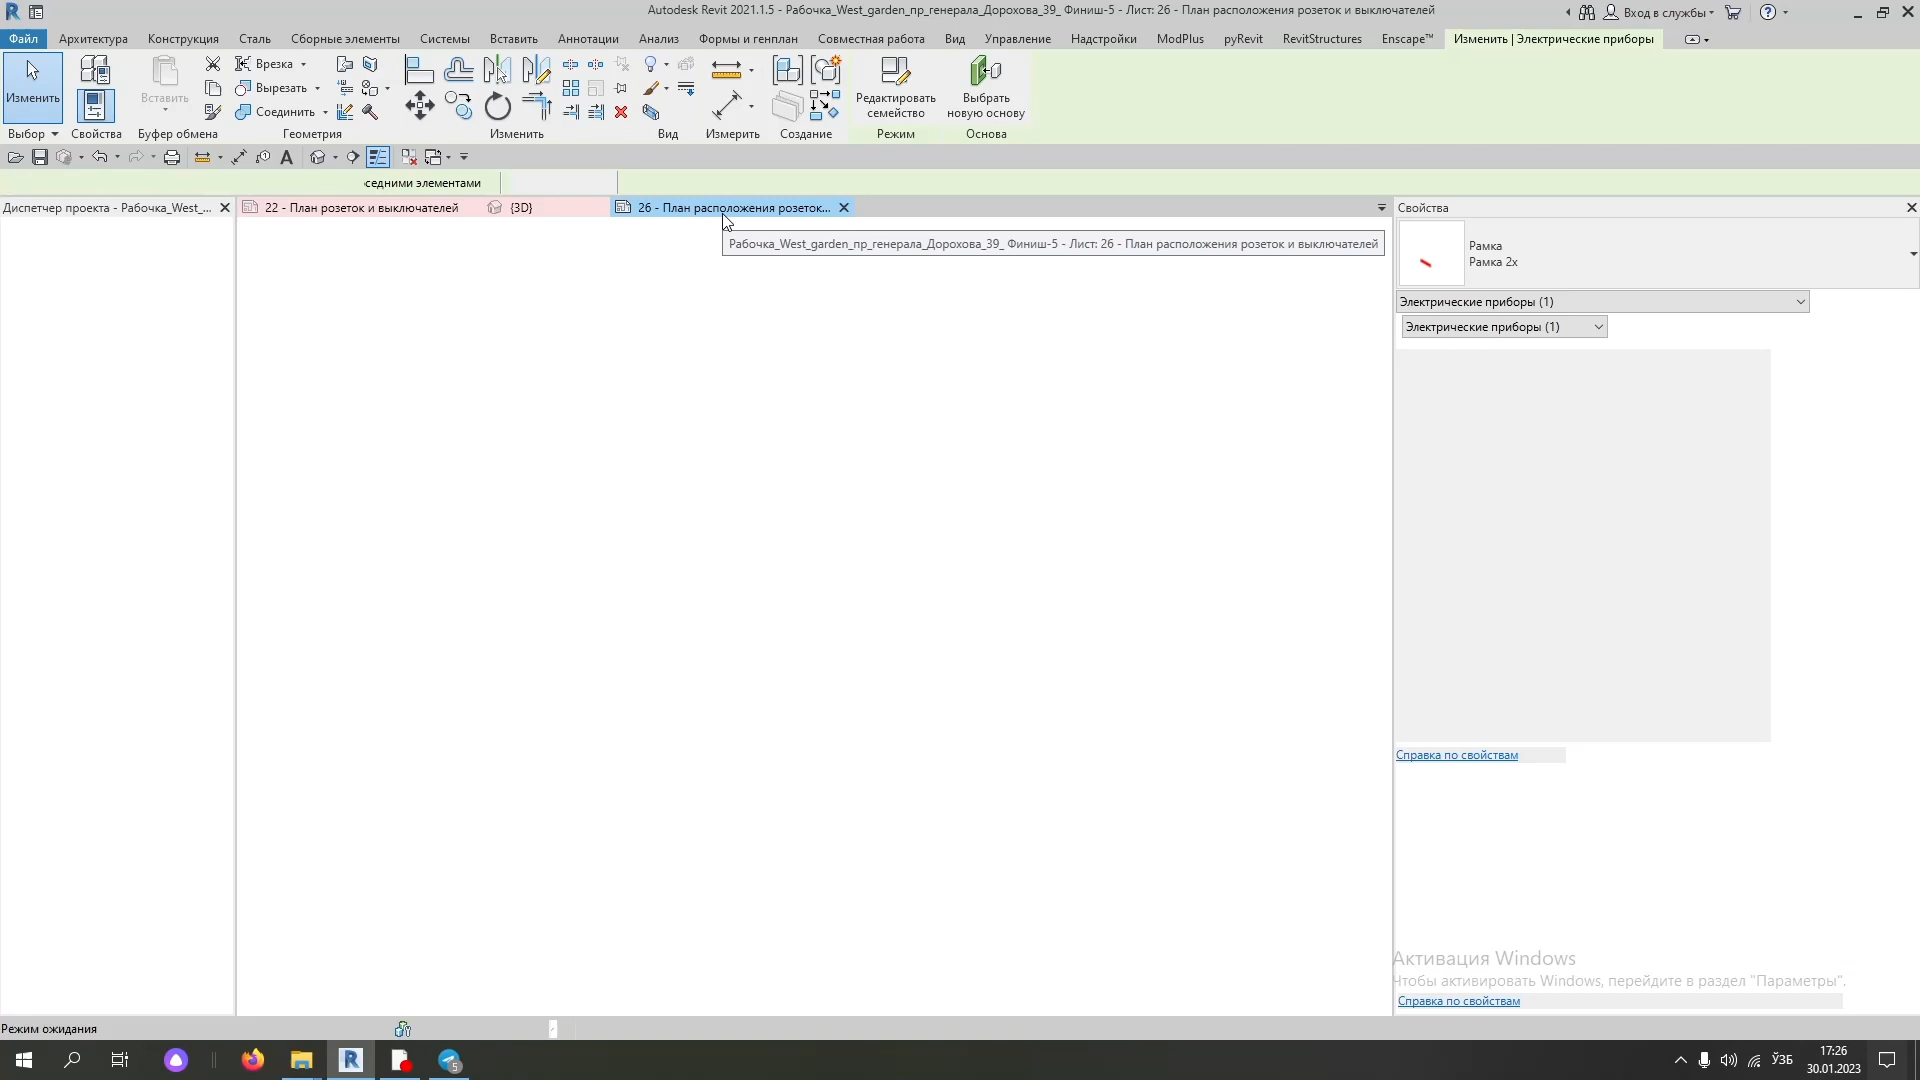 Autodesk Revit 2021.1.5 - Рабочка_West_garden_пр_генерала_Дорохова_39_ Финиш-5 - Лист: 26 - План расположения розеток и выключателей
Вход в службы
Файл Архитектура Конструкция Сталь Сборные элементы Системы Вставить Аннотации Анализ Формы и генплан Совместная работа Вид Управление Надстройки ModPlus pyRevit RevitStructures Enscape™ Изменить | Электрические приборы
Изменить
Вставить
Врезка
Вырезать
Соединить
Редактировать
семейство
Выбрать
новую основу
Выбор Свойства Буфер обмена Геометрия Изменить Вид Измерить Создание Режим Основа
седними элементами
Диспетчер проекта - Рабочка_West_... 22 - План розеток и выключателей {3D} 26 - План расположения розеток... Свойства
Рабочка_West_garden_пр_генерала_Дорохова_39_ Финиш-5 - Лист: 26 - План расположения розеток и выключателей
Рамка
Рамка 2x
Электрические приборы (1)
Электрические приборы (1)
Справка по свойствам
Активация Windows
Чтобы активировать Windows, перейдите в раздел "Параметры".
Справка по свойствам
Режим ожидания
5
ЎЗБ
17:26
30.01.2023